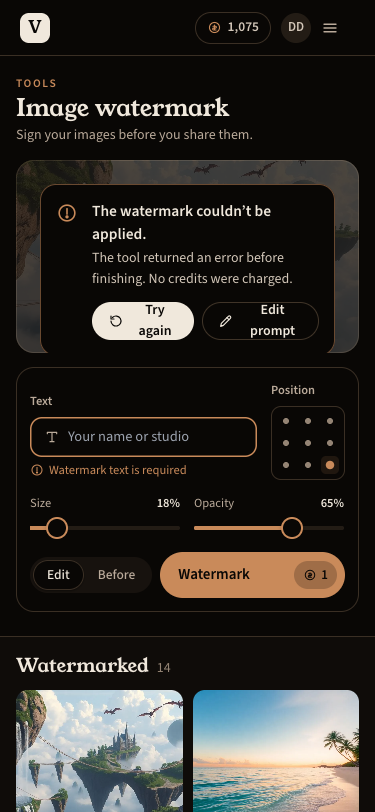 V
1,075
DD
TOOLS
Image watermark
Sign your images before you share them.
The watermark couldn’t be
applied.
The tool returned an error before
finishing. No credits were charged.
Try
again
Edit
prompt
Text
Position
Your name or studio
Watermark text is required
Size
18%
Opacity
65%
Edit
Before
Watermark
1
Watermarked 14